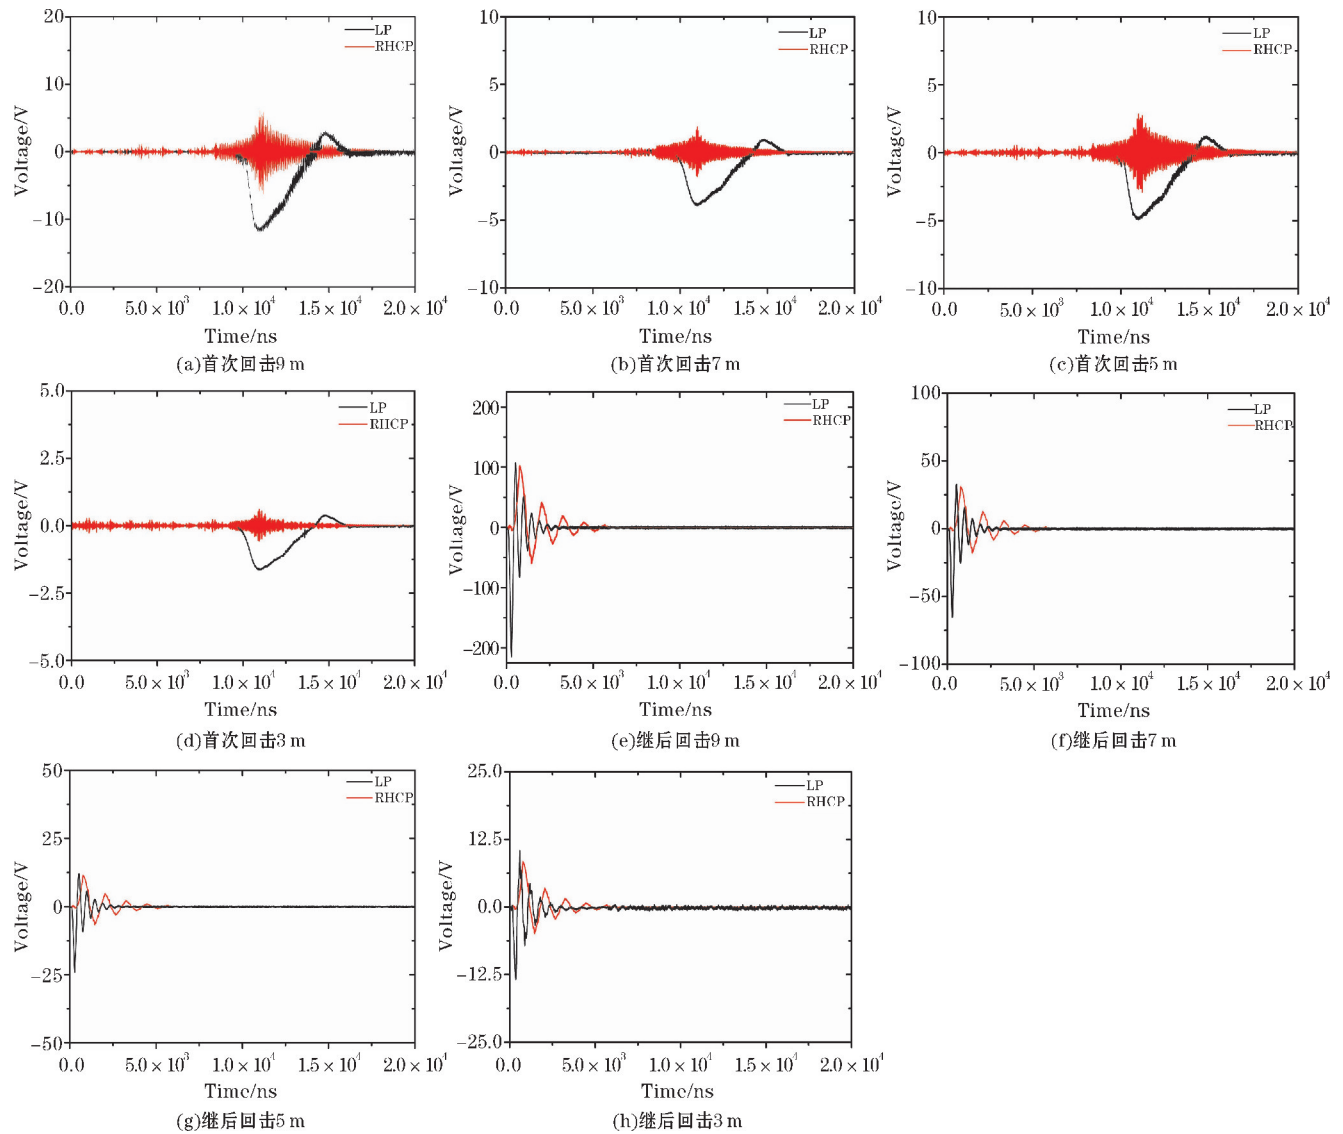 20
10
0
−10
−20
Voltage/V
LP
RHCP
0.0
5.0 × 10³
1.0 × 10⁴
1.5 × 10⁴
2.0 × 10⁴
Time/ns
(a)首次回击9 m
10
5
0
−5
−10
Voltage/V
LP
RHCP
0.0
5.0 × 10³
1.0 × 10⁴
1.5 × 10⁴
2.0 × 10⁴
Time/ns
(b)首次回击7 m
10
5
0
−5
−10
Voltage/V
LP
RHCP
0.0
5.0 × 10³
1.0 × 10⁴
1.5 × 10⁴
2.0 × 10⁴
Time/ns
(c)首次回击5 m
5.0
2.5
0.0
−2.5
−5.0
Voltage/V
LP
RHCP
0.0
5.0 × 10³
1.0 × 10⁴
1.5 × 10⁴
2.0 × 10⁴
Time/ns
(d)首次回击3 m
200
100
0
−100
−200
Voltage/V
LP
RHCP
0.0
5.0 × 10³
1.0 × 10⁴
1.5 × 10⁴
2.0 × 10⁴
Time/ns
(e)继后回击9 m
100
50
0
−50
−100
Voltage/V
LP
RHCP
0.0
5.0 × 10³
1.0 × 10⁴
1.5 × 10⁴
2.0 × 10⁴
Time/ns
(f)继后回击7 m
50
25
0
−25
−50
Voltage/V
LP
RHCP
0.0
5.0 × 10³
1.0 × 10⁴
1.5 × 10⁴
2.0 × 10⁴
Time/ns
(g)继后回击5 m
25.0
12.5
0.0
−12.5
−25.0
Voltage/V
LP
RHCP
0.0
5.0 × 10³
1.0 × 10⁴
1.5 × 10⁴
2.0 × 10⁴
Time/ns
(h)继后回击3 m